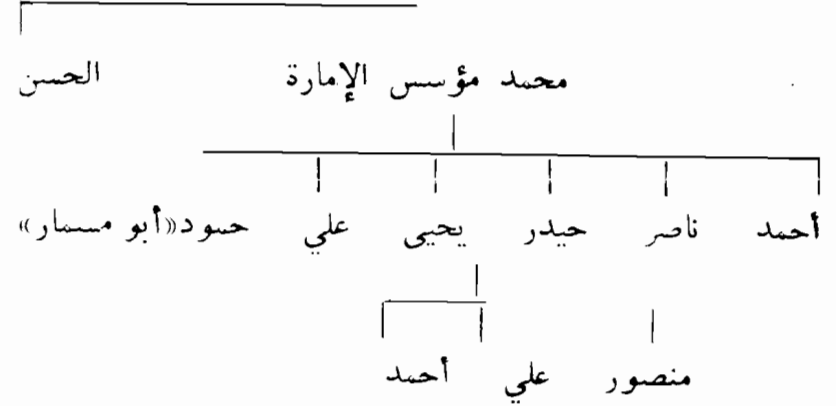 محمد مؤسس الإمارة الحسن
أحمد ناصر حيدر يحيى علي حمود «أبو مسمار»
منصور علي أحمد